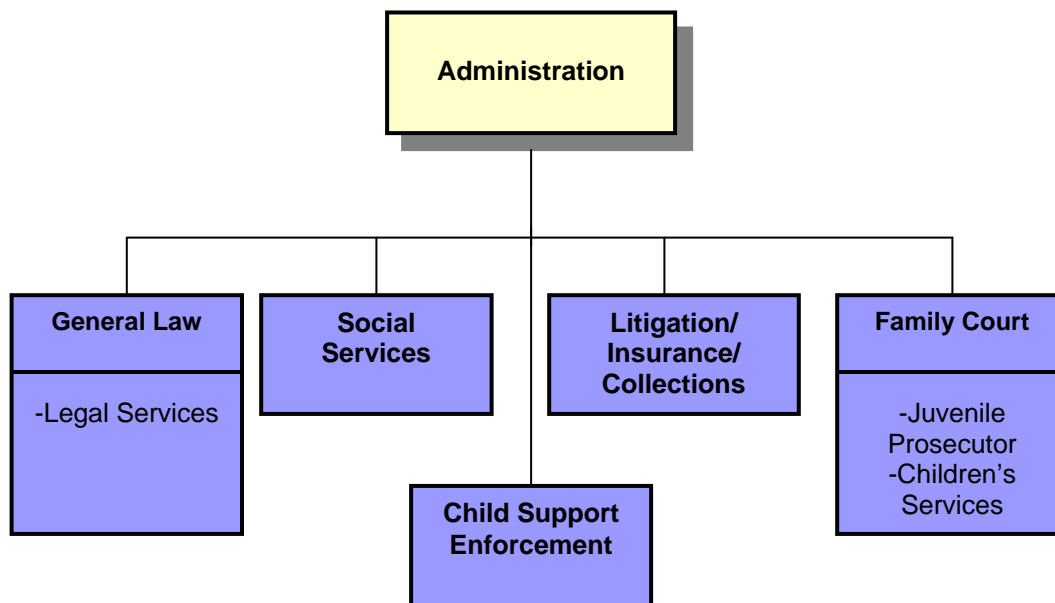 Administration
General Law
-Legal Services
Social
Services
Litigation/
Insurance/
Collections
Family Court
-Juvenile
Prosecutor
-Children’s
Services
Child Support
Enforcement